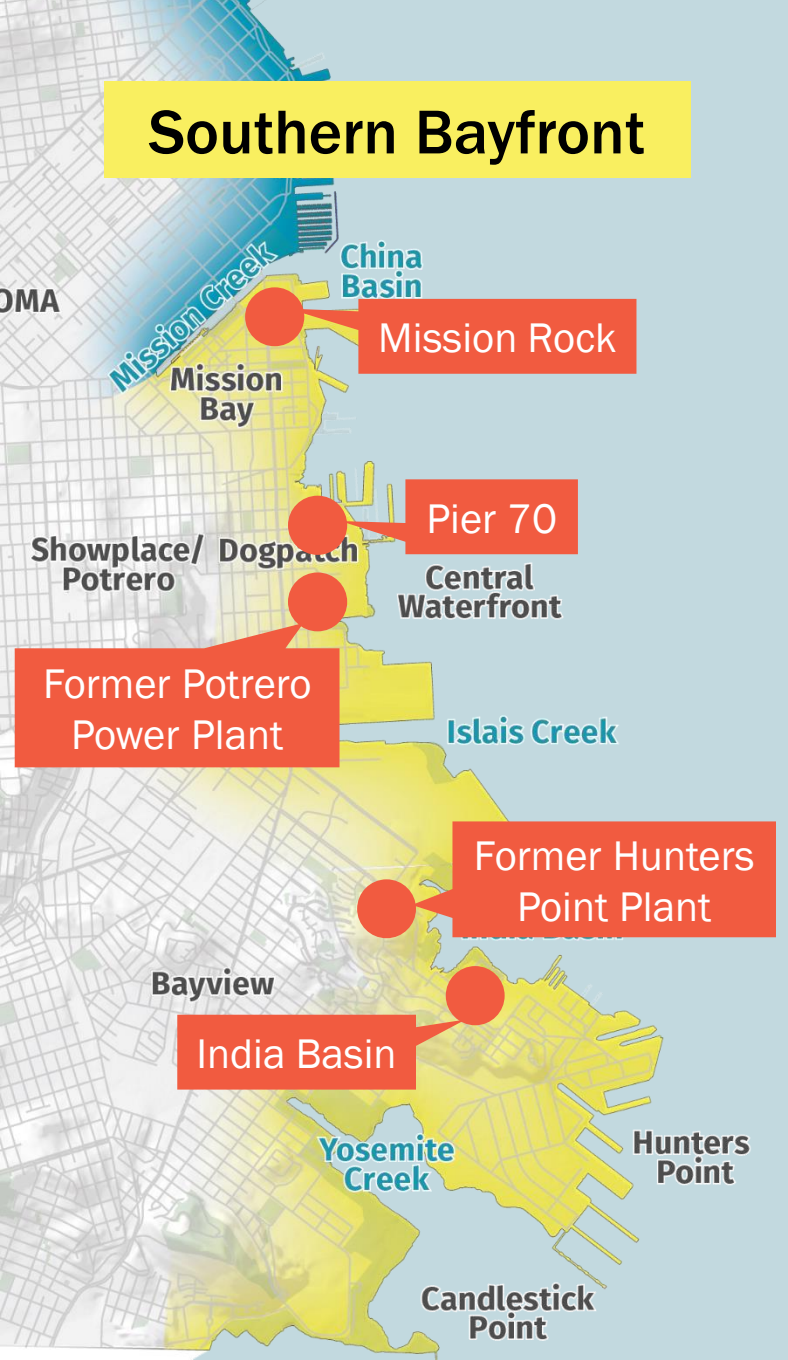 Southern Bayfront
China
Basin
Mission Creek
OMA
Mission Rock
Mission
Bay
Pier 70
Showplace/
Potrero
Dogpatch
Central
Waterfront
Former Potrero
Power Plant
Islais Creek
Former Hunters
Point Plant
Bayview
India Basin
Yosemite
Creek
Hunters
Point
Candlestick
Point